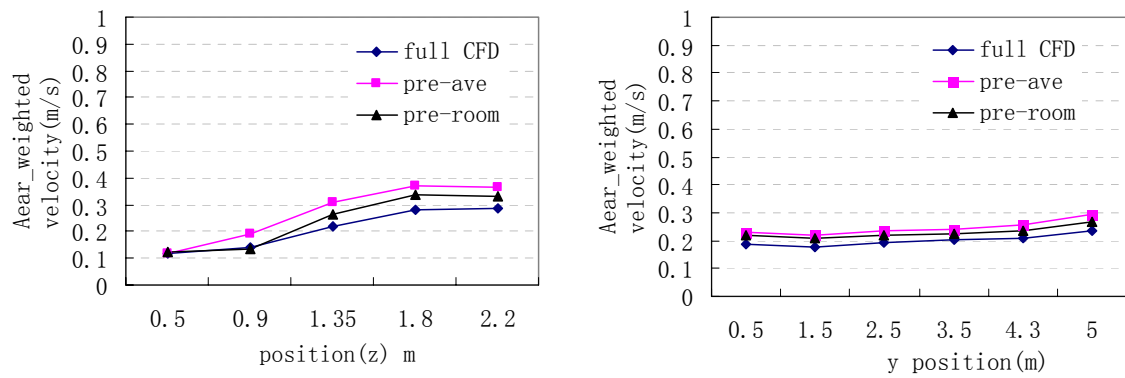 Aear_weighted
velocity(m/s)
1
0.9
0.8
0.7
0.6
0.5
0.4
0.3
0.2
0.1
0
full CFD
pre-ave
pre-room
0.5 0.9 1.35 1.8 2.2
position(z) m
Aear_weighted
velocity(m/s)
1
0.9
0.8
0.7
0.6
0.5
0.4
0.3
0.2
0.1
0
full CFD
pre-ave
pre-room
0.5 1.5 2.5 3.5 4.3 5
y position(m)